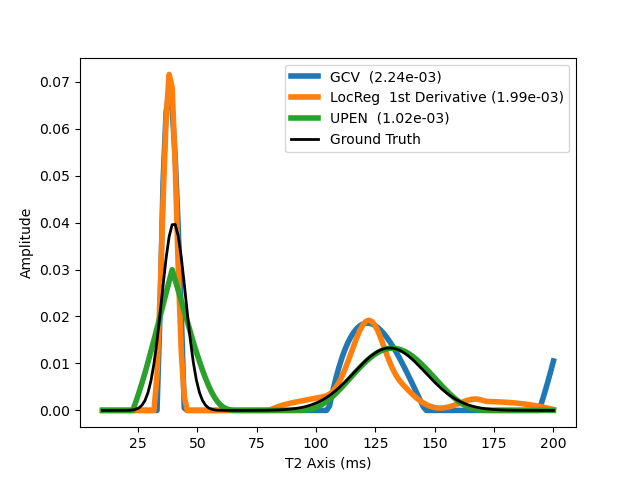 GCV (2.24e-03)
LocReg 1st Derivative (1.99e-03)
UPEN (1.02e-03)
Ground Truth
0.07
0.06
0.05
0.04
0.03
0.02
0.01
0.00
Amplitude
25 50 75 100 125 150 175 200
T2 Axis (ms)